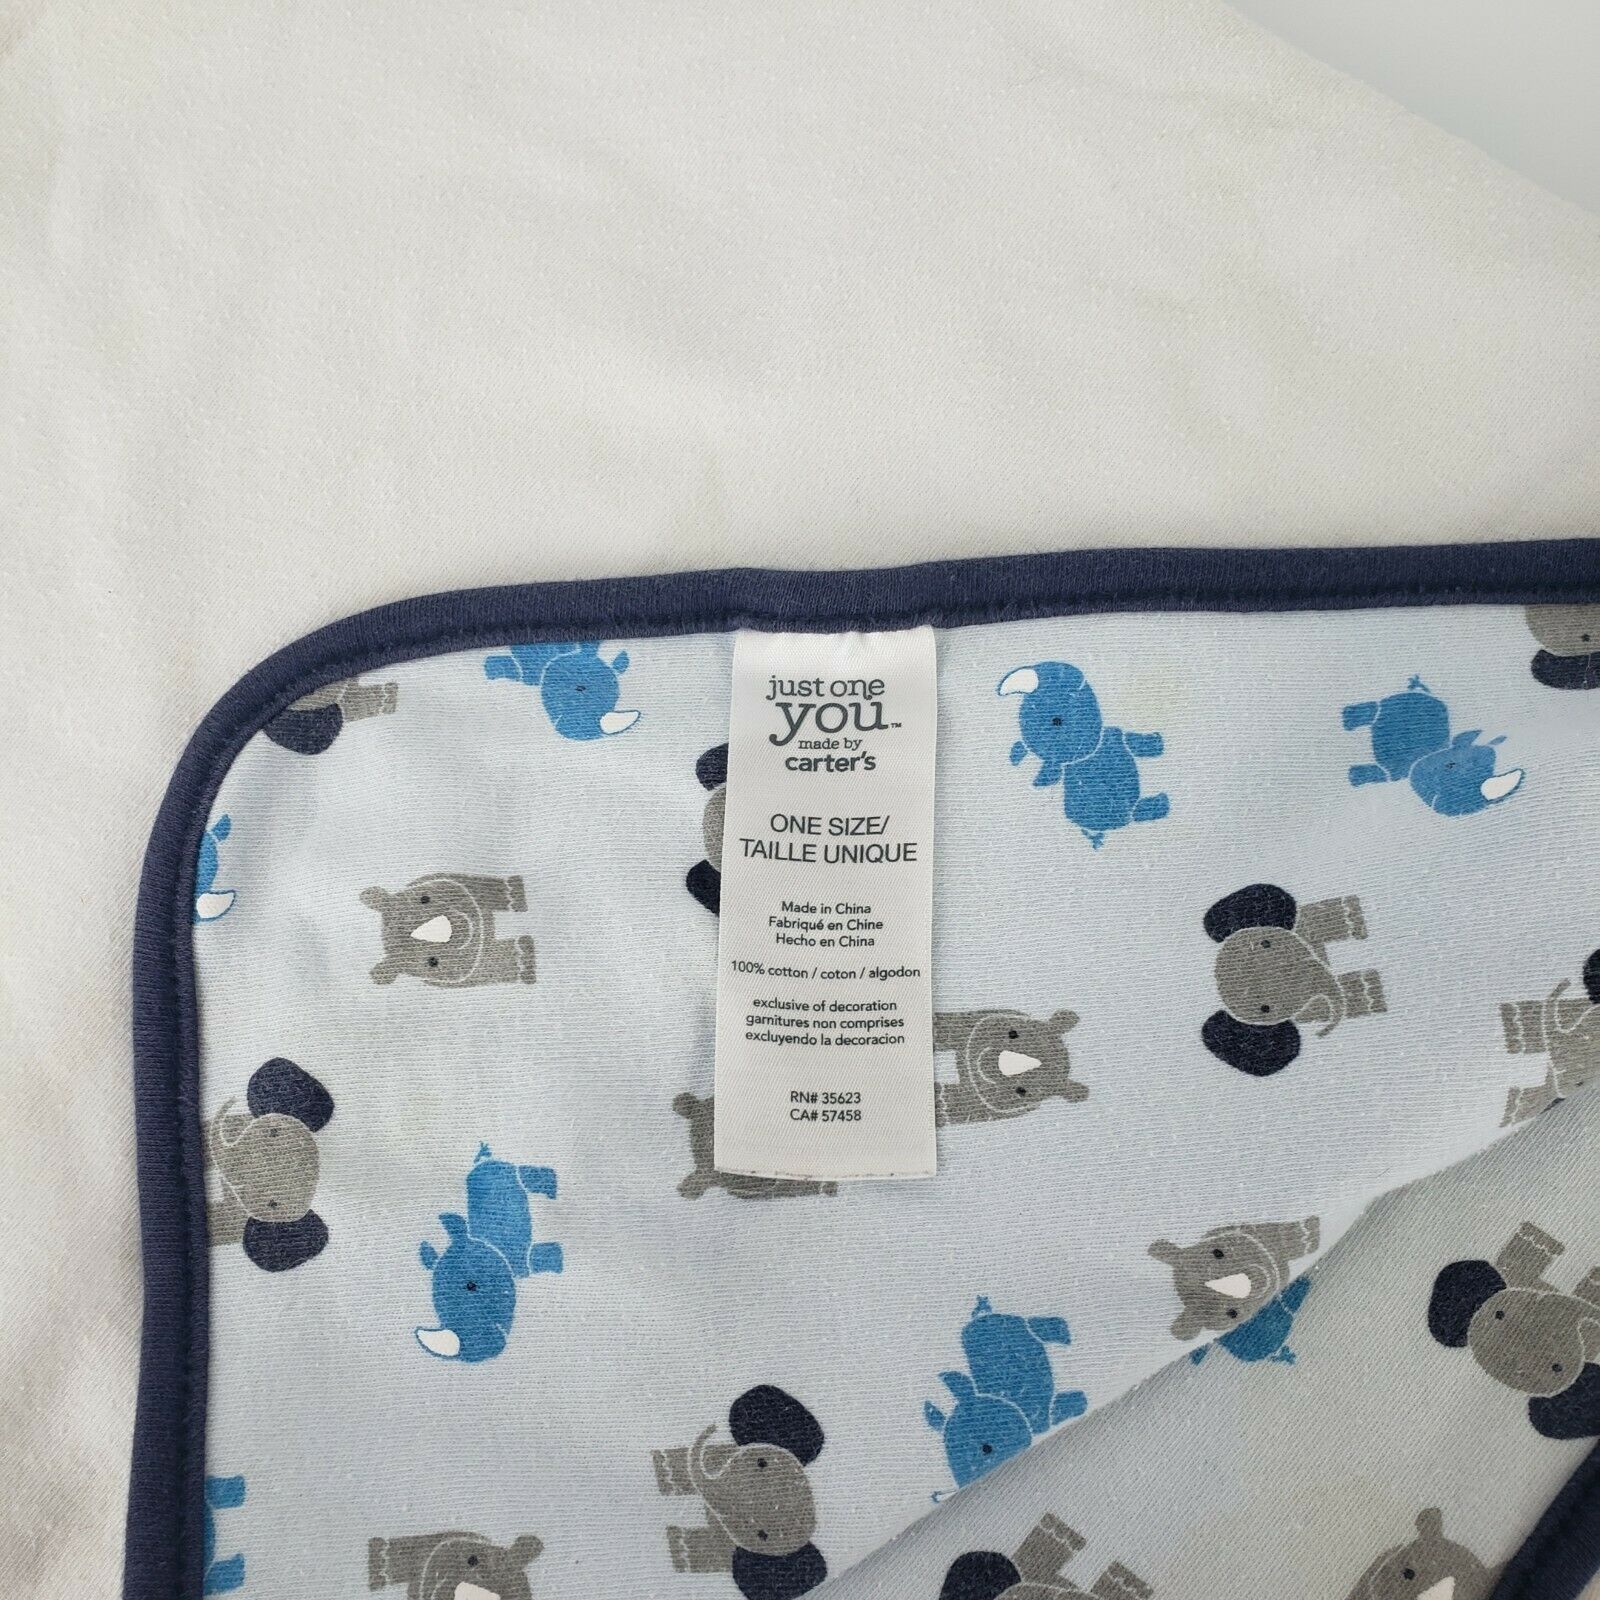 just one
you™
made by
carter's
ONE SIZE/
TAILLE UNIQUE
Made in China
Fabriqué en Chine
Hecho en China
100% cotton / coton / algodon
exclusive of decoration
garnitures non comprises
excluyendo la decoracion
RN# 35623
CA# 57458